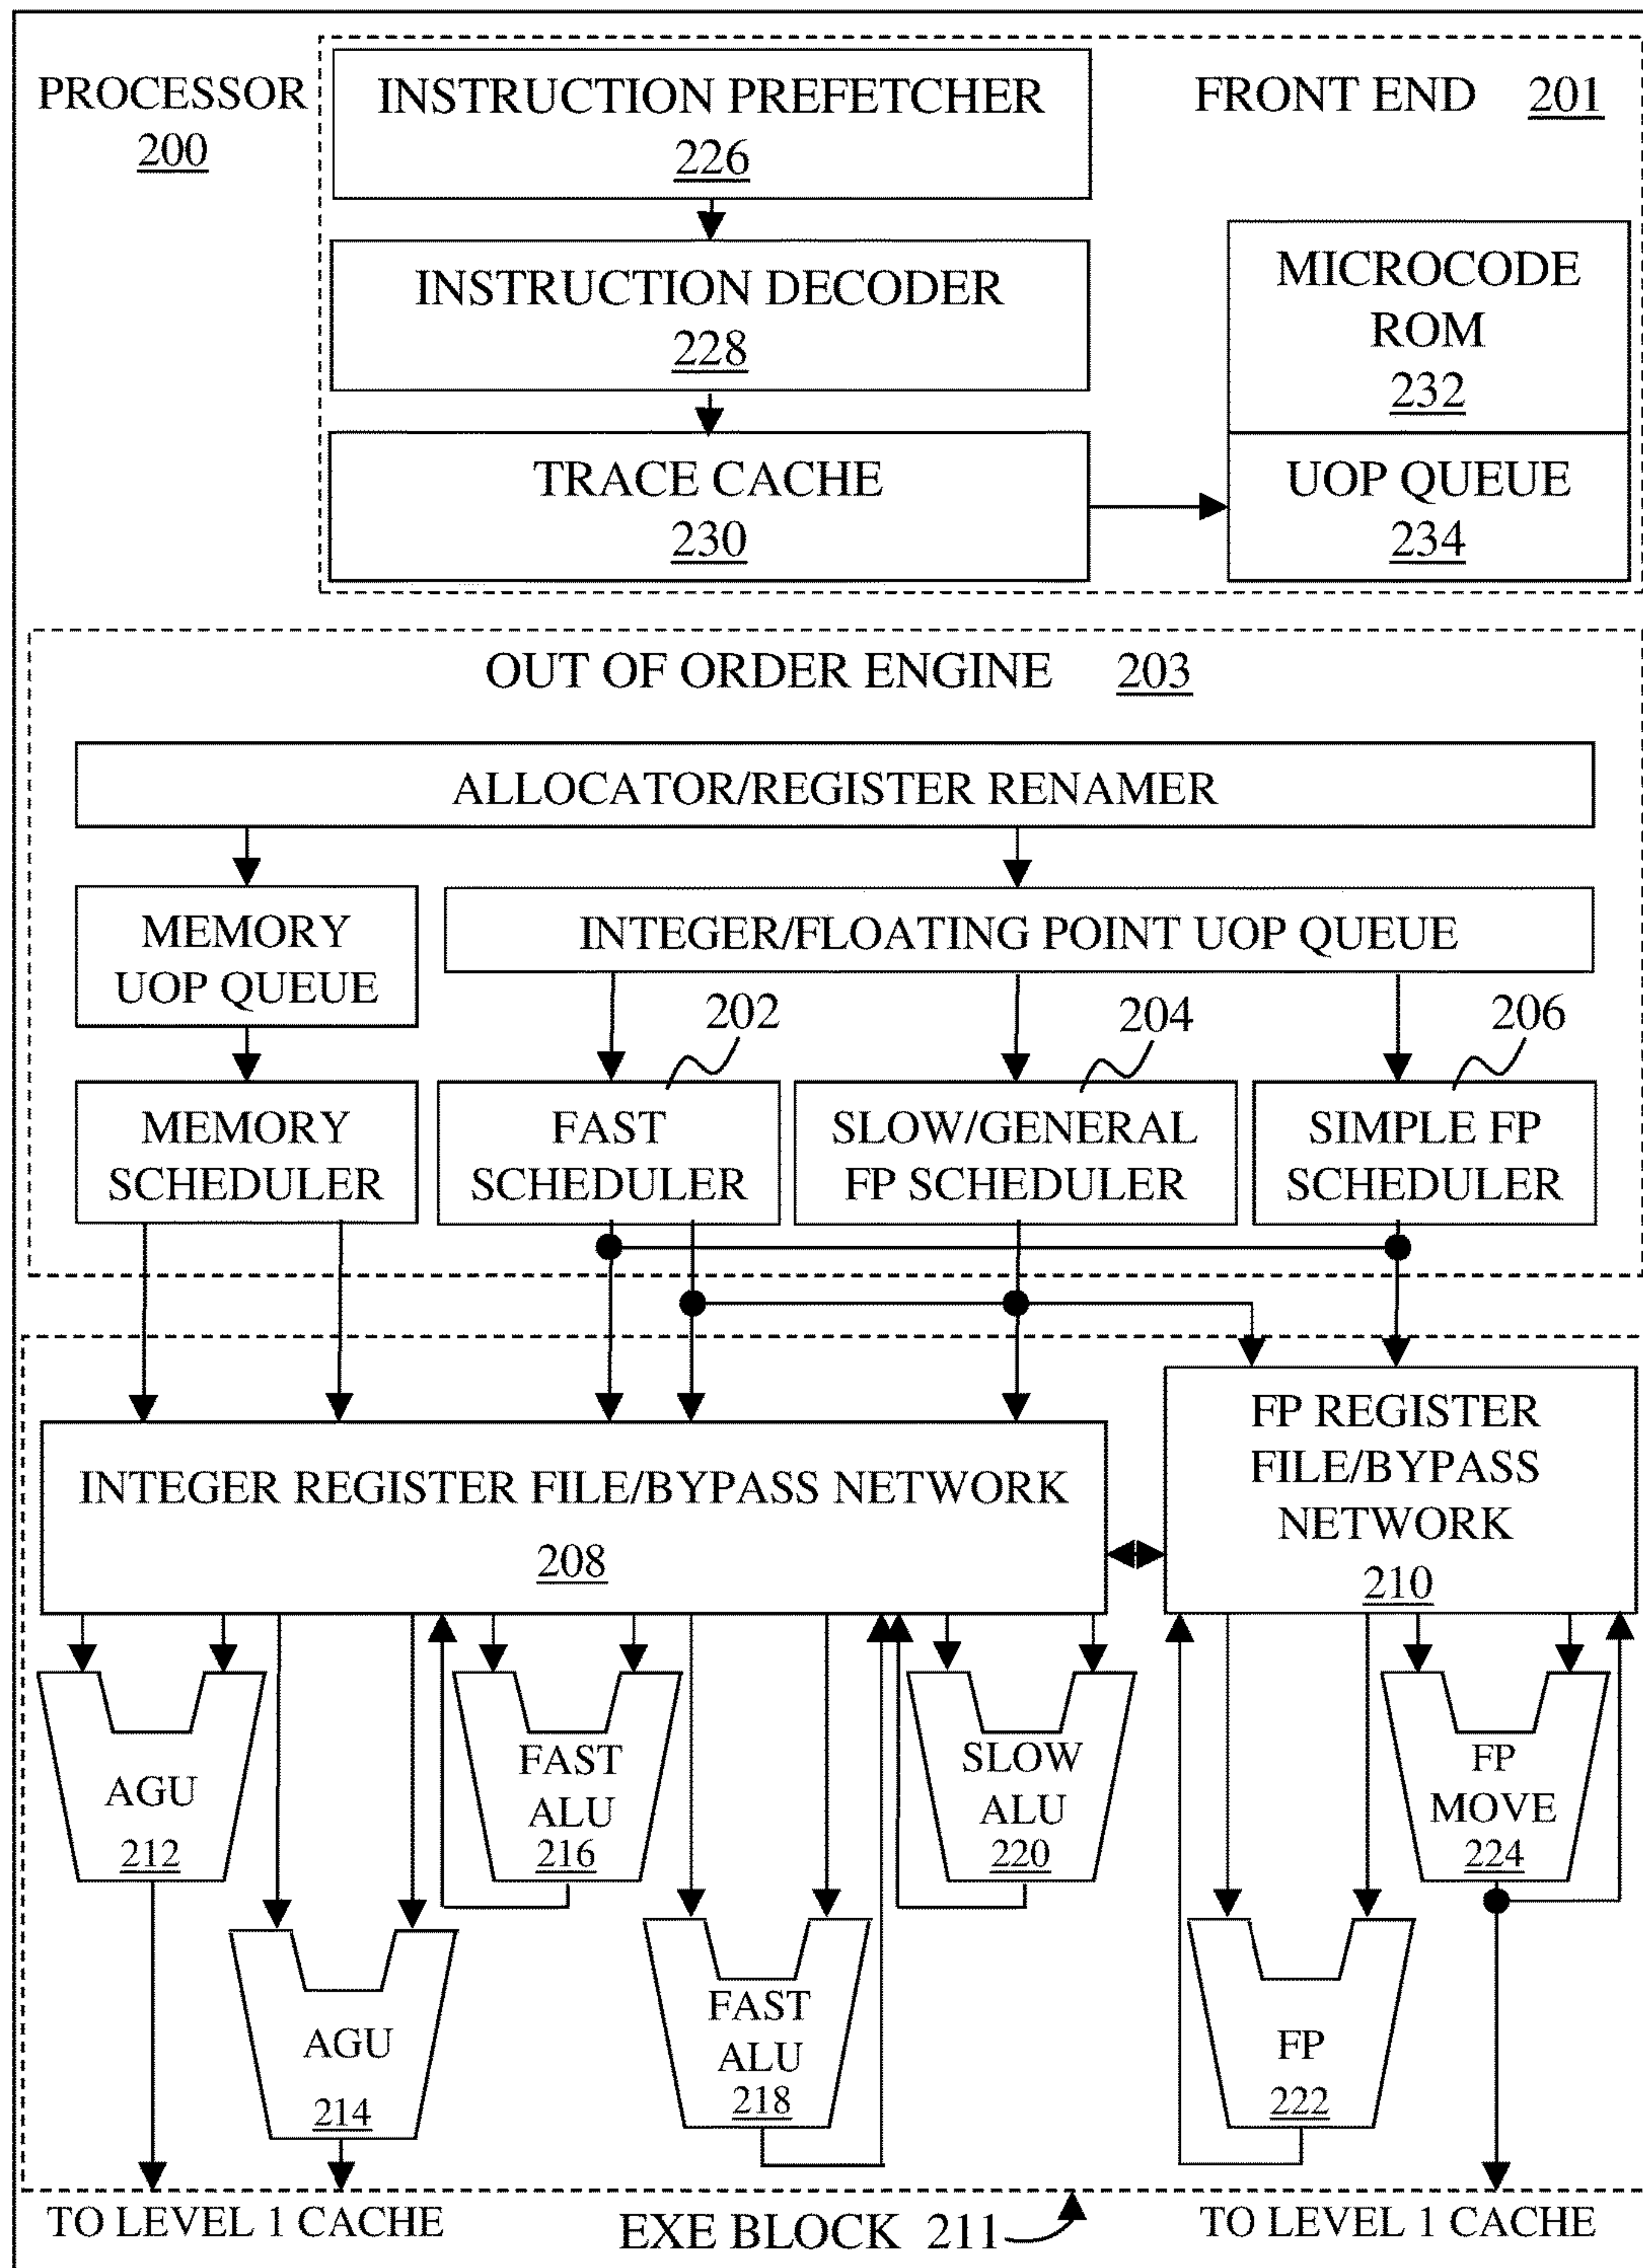 PROCESSOR
200
INSTRUCTION PREFETCHER
226
FRONT END 201
INSTRUCTION DECODER
228
MICROCODE
ROM
232
TRACE CACHE
230
UOP QUEUE
234
OUT OF ORDER ENGINE 203
ALLOCATOR/REGISTER RENAMER
MEMORY
UOP QUEUE
INTEGER/FLOATING POINT UOP QUEUE
202
204
206
MEMORY
SCHEDULER
FAST
SCHEDULER
SLOW/GENERAL
FP SCHEDULER
SIMPLE FP
SCHEDULER
INTEGER REGISTER FILE/BYPASS NETWORK
208
FP REGISTER
FILE/BYPASS
NETWORK
210
AGU
212
FAST
ALU
216
SLOW
ALU
220
FP
MOVE
224
AGU
214
FAST
ALU
218
FP
222
TO LEVEL 1 CACHE
EXE BLOCK 211
TO LEVEL 1 CACHE